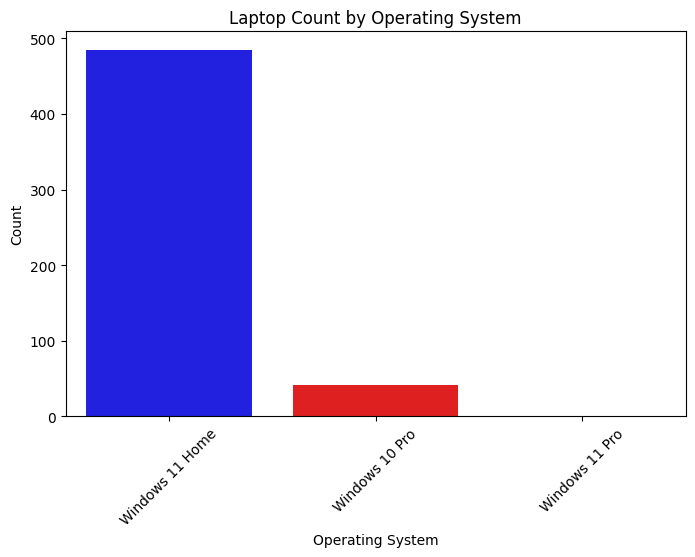 Laptop Count by Operating System
500
400
300
200
100
0
Count
Windows 11 Home
Windows 10 Pro
Windows 11 Pro
Operating System